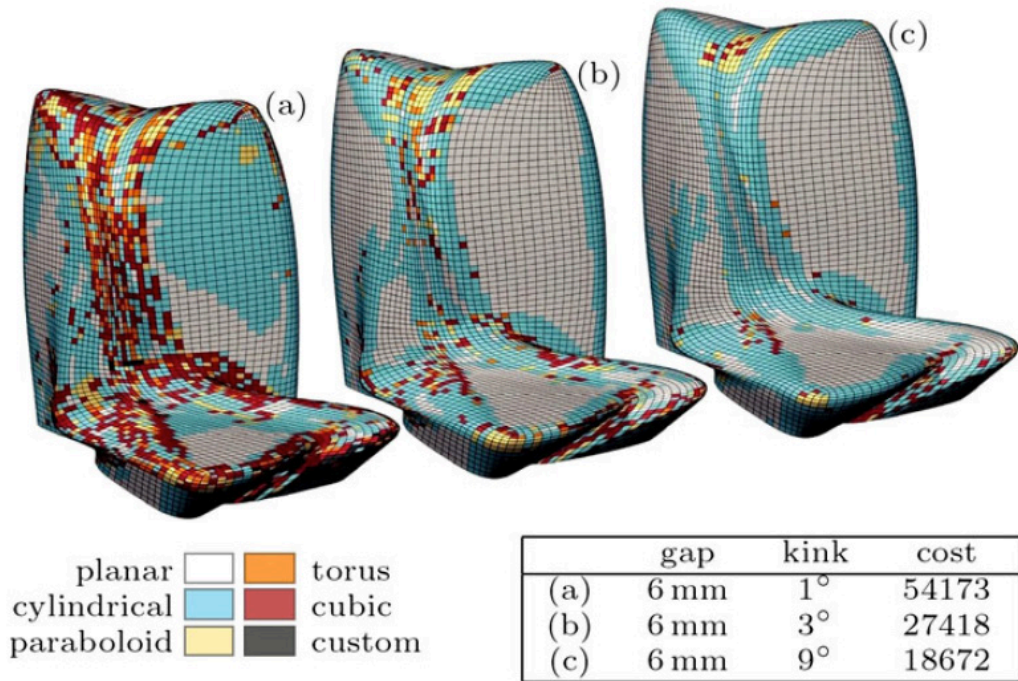 (a)
(b)
(c)
planar torus
cylindrical cubic
paraboloid custom
gap kink cost
(a) 6 mm 1° 54173
(b) 6 mm 3° 27418
(c) 6 mm 9° 18672